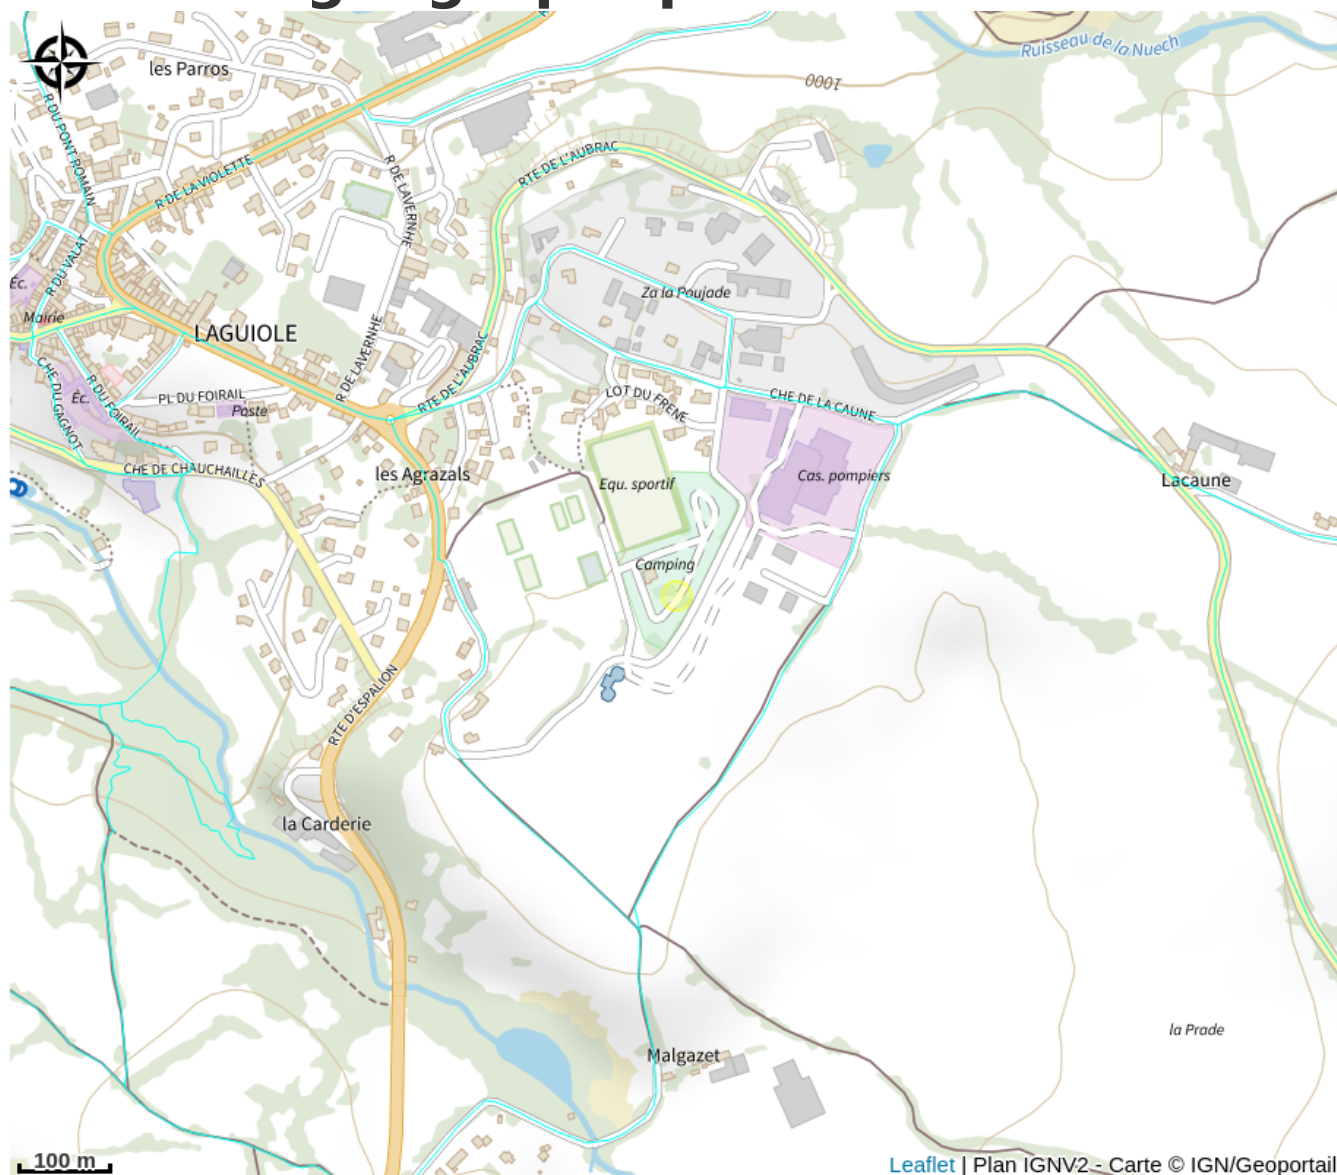 les Parros
Ruisseau de la Nuech
1000
R DU PONT ROMAIN
R DE LA VIOLETTE
R DE LAVERNHE
RTE DE L'AUBRAC
R DU VALAT
Éc.
Mairie
Za la Poujade
LAGUIOLE
R DE LAVERNHE
RTE DE L'AUBRAC
CHE DU GAGNOT
Éc.
R DU FOIRAIL
PL DU FOIRAIL
Poste
LOT DU FRENE
CHE DE LA CAUNE
CHE DE CHAUCHAILLES
les Agrazals
Equ. sportif
Cas. pompiers
Lacaune
Camping
RTE D'ESPALION
la Carderie
la Prade
Malgazet
100 m
Leaflet | Plan IGNV2 - Carte © IGN/Geoportail